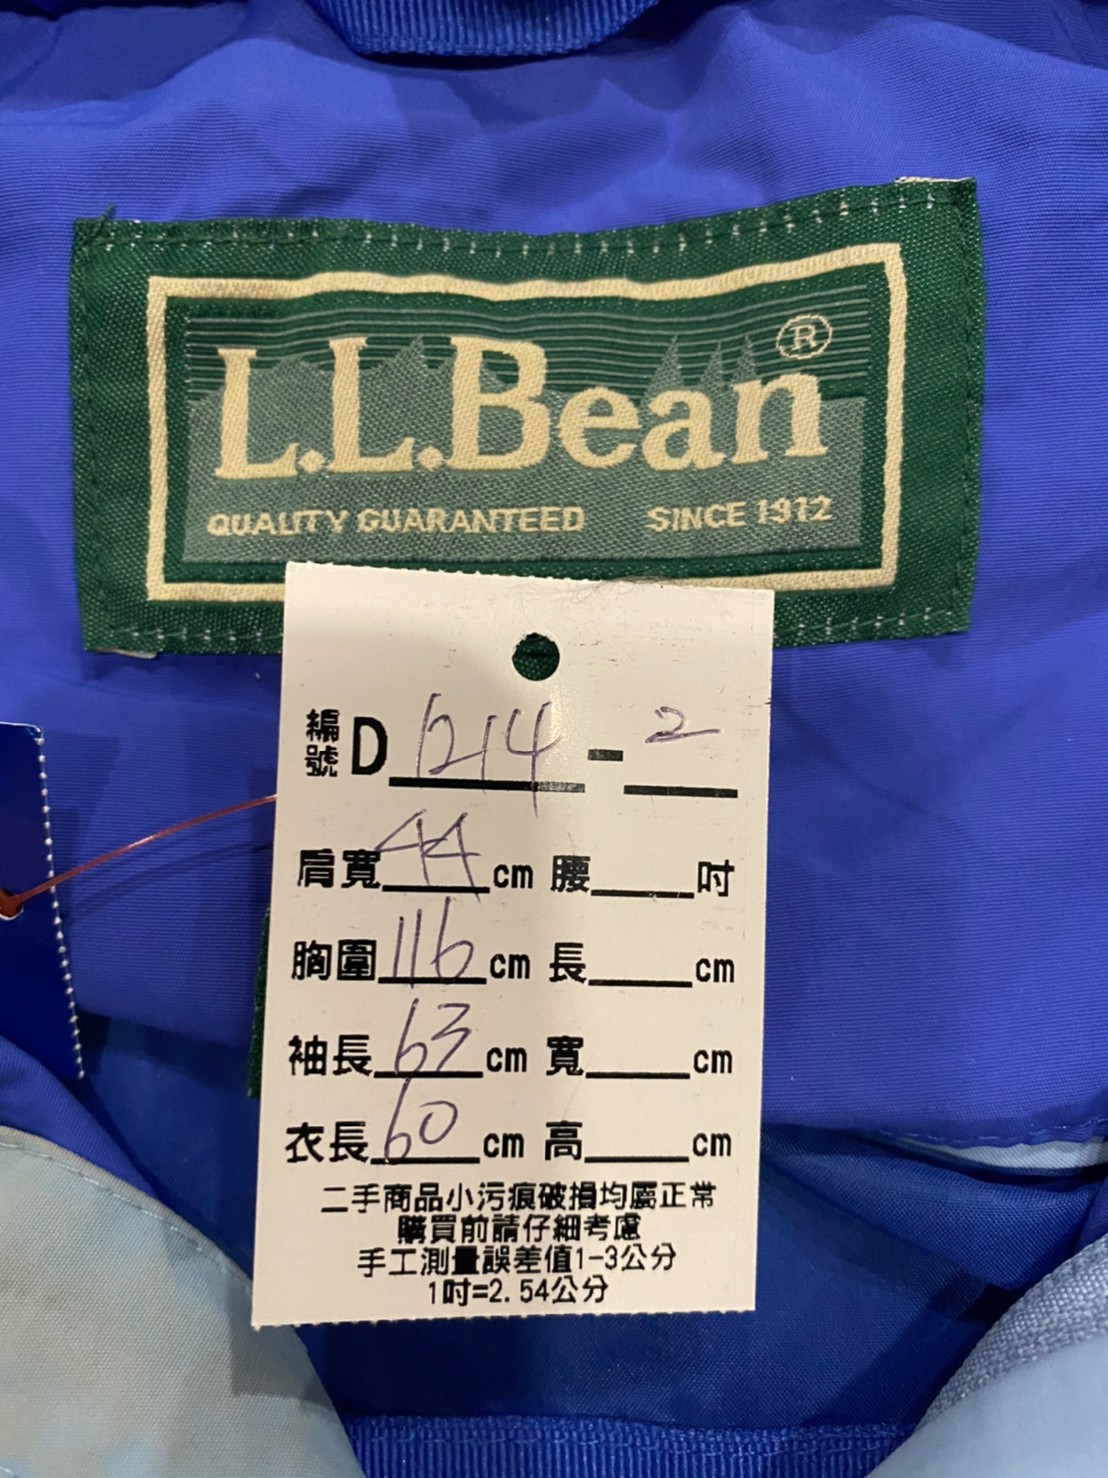 L.L.Bean®
QUALITY GUARANTEED SINCE 1912
編號 D 1214 - 2
肩寬 44 cm 腰 吋
胸圍 116 cm 長 cm
袖長 63 cm 寬 cm
衣長 60 cm 高 cm
二手商品小污痕破損均屬正常
購買前請仔細考慮
手工測量誤差值1-3公分
1吋=2.54公分